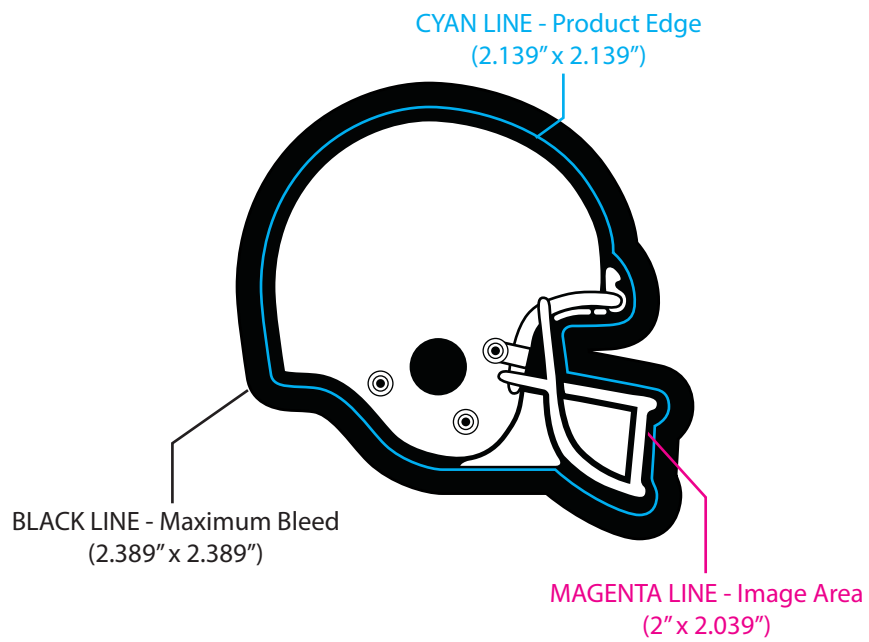 CYAN LINE - Product Edge
(2.139” x 2.139”)
BLACK LINE - Maximum Bleed
(2.389” x 2.389”)
MAGENTA LINE - Image Area
(2” x 2.039”)